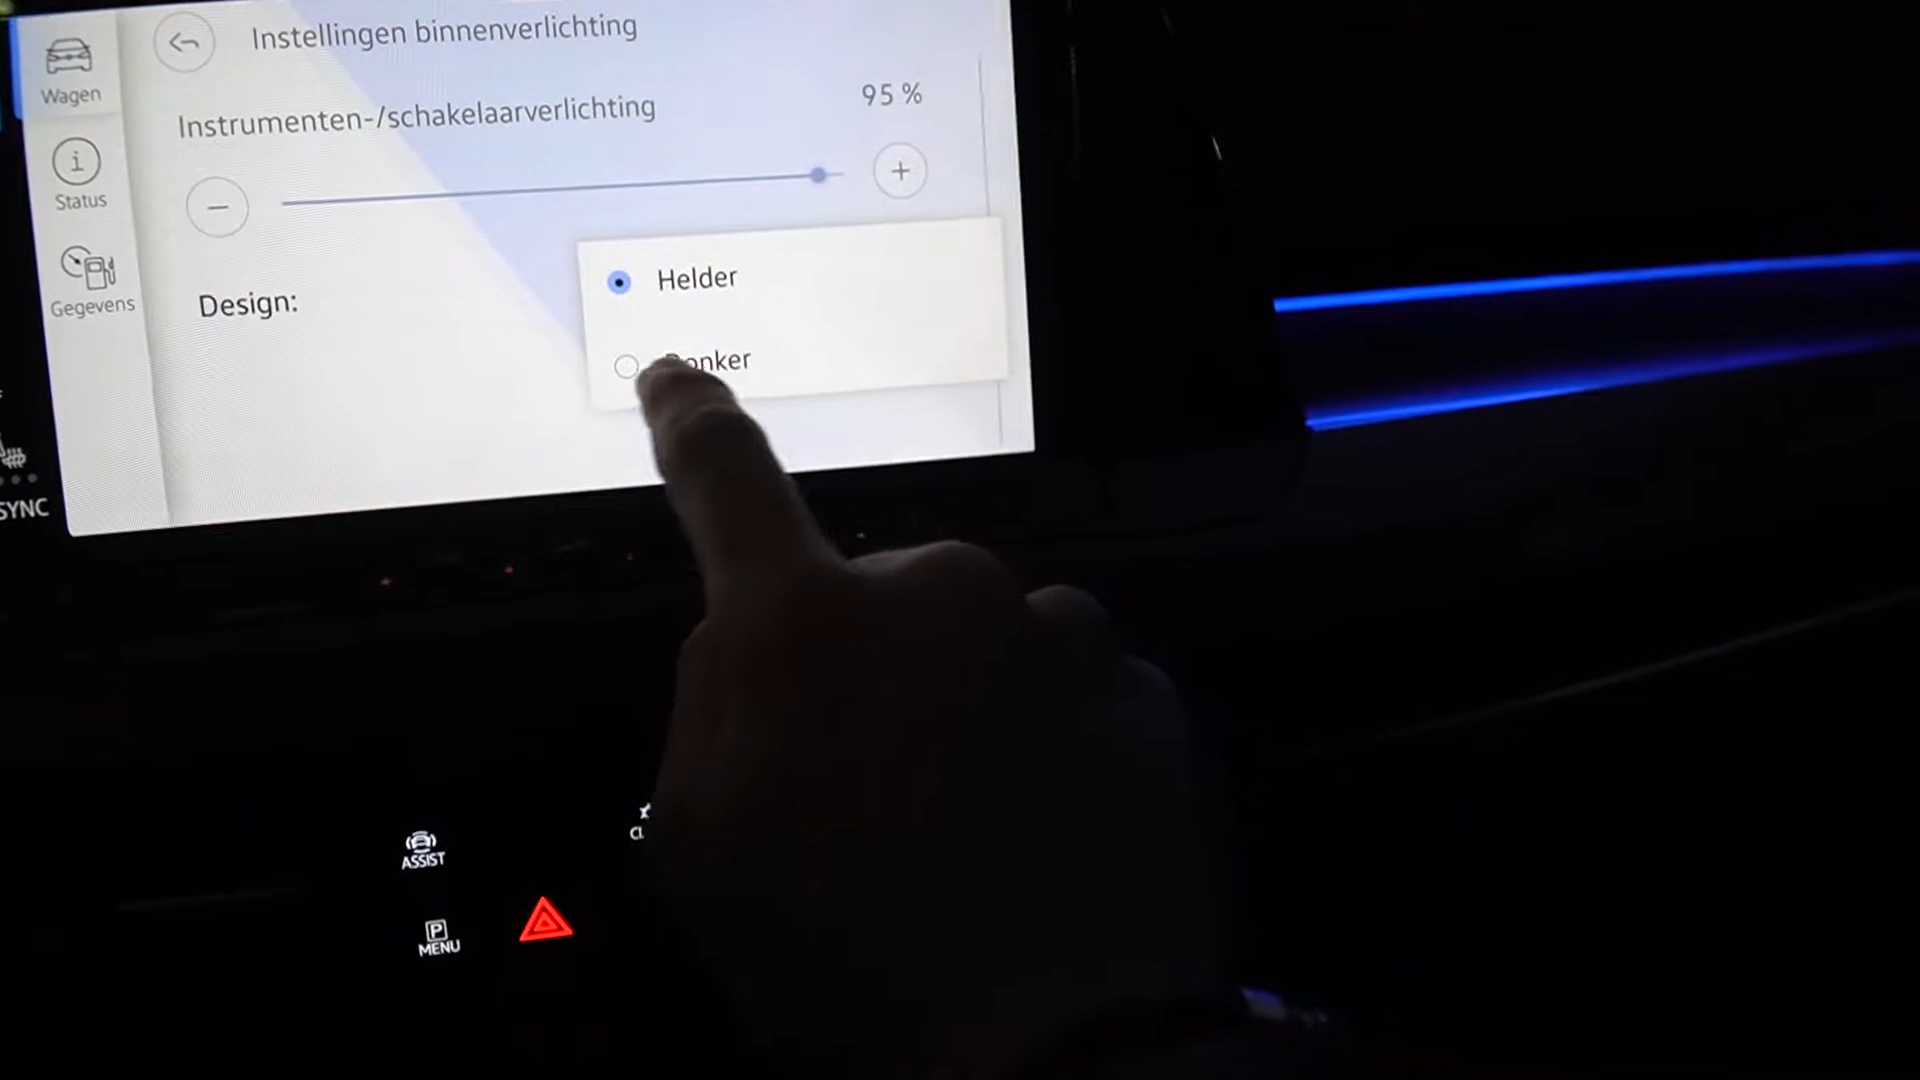 Instellingen binnenverlichting
Wagen
Instrumenten-/schakelaarverlichting
95 %
Status
Helder
Gegevens
Design:
Donker
SYNC
ASSIST
MENU